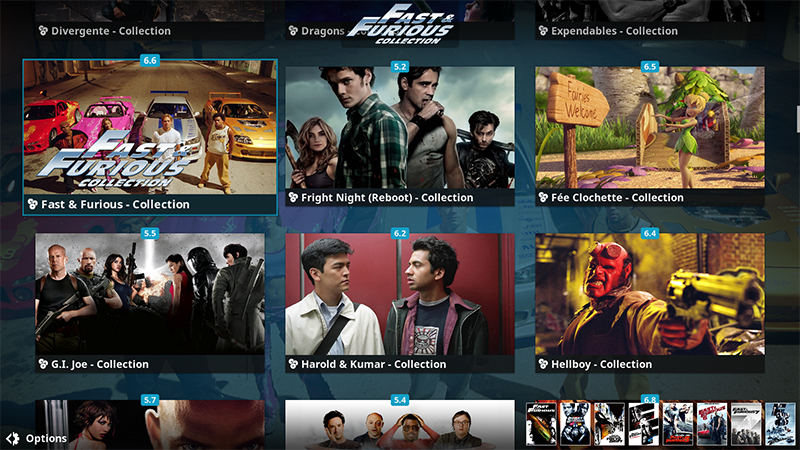 Divergente - Collection
Dragons
FAST & FURIOUS COLLECTION
Expendables - Collection
6.6
5.2
6.5
FAST &
FURIOUS
COLLECTION
Fairies
Welcome
Fast & Furious - Collection
Fright Night (Reboot) - Collection
Fée Clochette - Collection
5.5
6.2
6.4
G.I. Joe - Collection
Harold & Kumar - Collection
Hellboy - Collection
5.7
5.4
6.8
Options